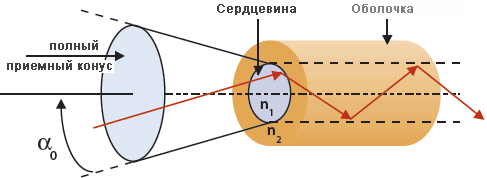 Сердцевина
Оболочка
полный
приемный конус
n1
n2
α0